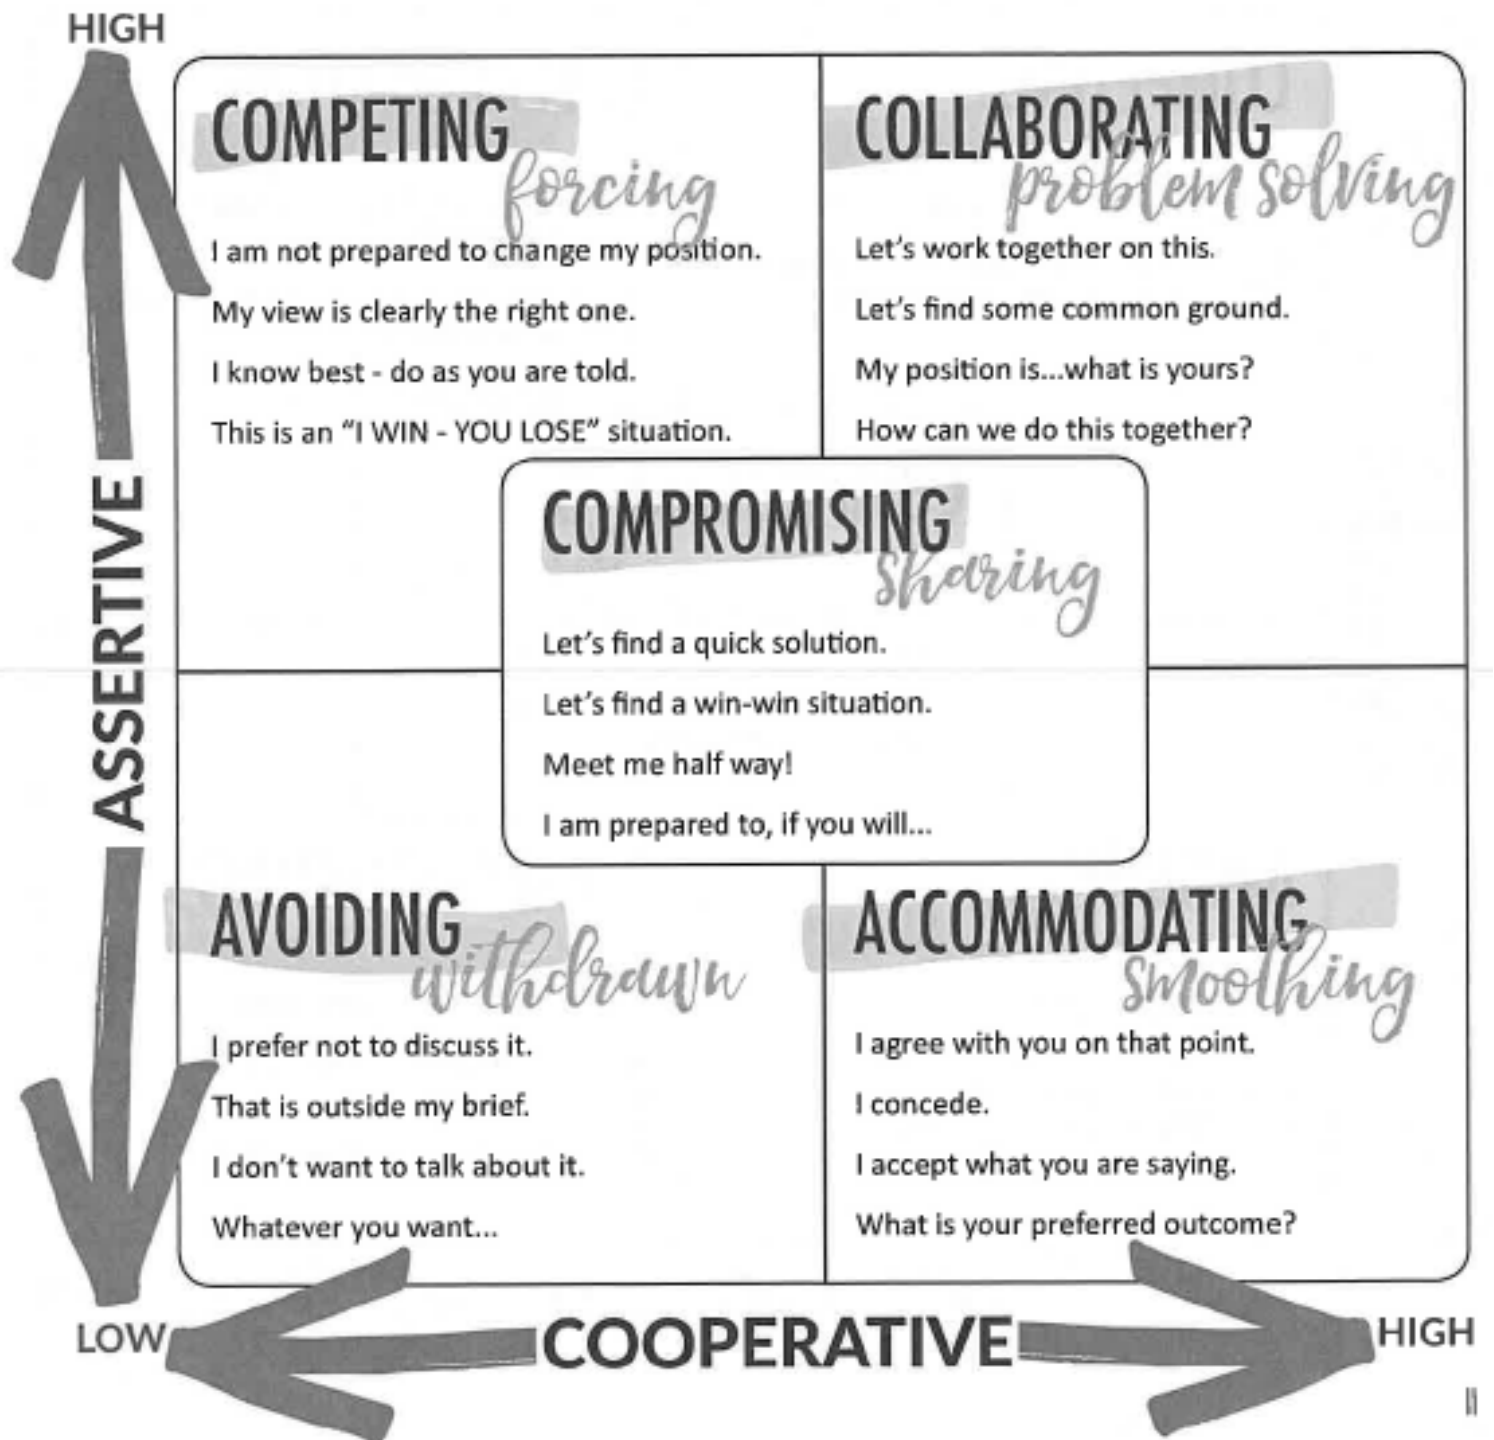 HIGH
COMPETING
forcing
I am not prepared to change my position.
My view is clearly the right one.
I know best - do as you are told.
This is an “I WIN - YOU LOSE” situation.
COLLABORATING
problem solving
Let's work together on this.
Let's find some common ground.
My position is...what is yours?
How can we do this together?
COMPROMISING
sharing
Let's find a quick solution.
Let's find a win-win situation.
Meet me half way!
I am prepared to, if you will...
ASSERTIVE
AVOIDING
withdrawn
I prefer not to discuss it.
That is outside my brief.
I don't want to talk about it.
Whatever you want...
ACCOMMODATING
smoothing
I agree with you on that point.
I concede.
I accept what you are saying.
What is your preferred outcome?
LOW
COOPERATIVE
HIGH